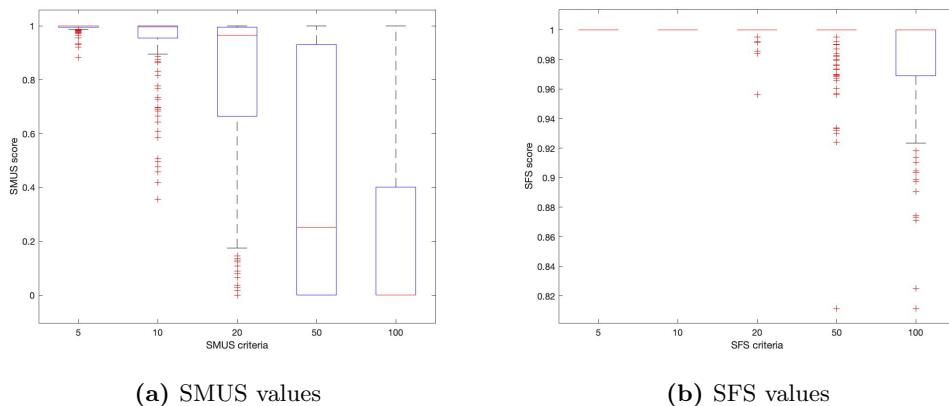 1
0.8
0.6
0.4
0.2
0
5 10 20 50 100
SMUS score
SMUS criteria
(a) SMUS values
1
0.98
0.96
0.94
0.92
0.9
0.88
0.86
0.84
0.82
5 10 20 50 100
SFS score
SFS criteria
(b) SFS values